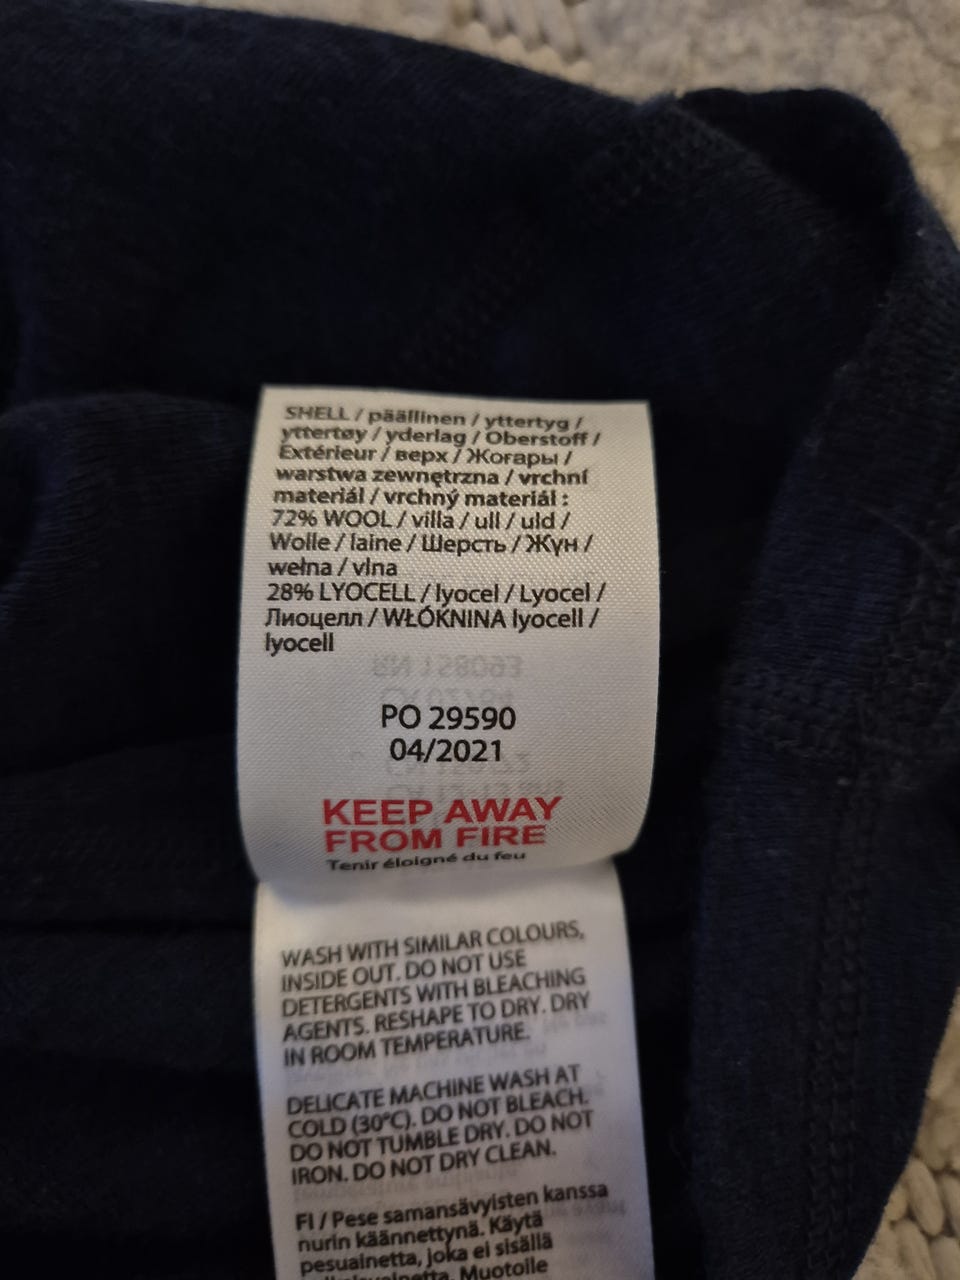 SHELL / päällinen / yttertyg /
yttertøy / yderlag / Oberstoff /
Extérieur / верх / Жоғары /
warstwa zewnętrzna / vrchní
materiál / vrchný materiál :
72% WOOL / villa / ull / uld /
Wolle / laine / Шерсть / Жүн /
wełna / vlna
28% LYOCELL / lyocel / Lyocel /
Лиоцелл / WŁÓKNINA lyocell /
lyocell
PO 29590
04/2021
KEEP AWAY
FROM FIRE
Tenir éloigné du feu
WASH WITH SIMILAR COLOURS,
INSIDE OUT. DO NOT USE
DETERGENTS WITH BLEACHING
AGENTS. RESHAPE TO DRY. DRY
IN ROOM TEMPERATURE.
DELICATE MACHINE WASH AT
COLD (30°C). DO NOT BLEACH.
DO NOT TUMBLE DRY. DO NOT
IRON. DO NOT DRY CLEAN.
FI / Pese samansävyisten kanssa
nurin käännettynä. Käytä
pesuainetta, joka ei sisällä
Muotoile